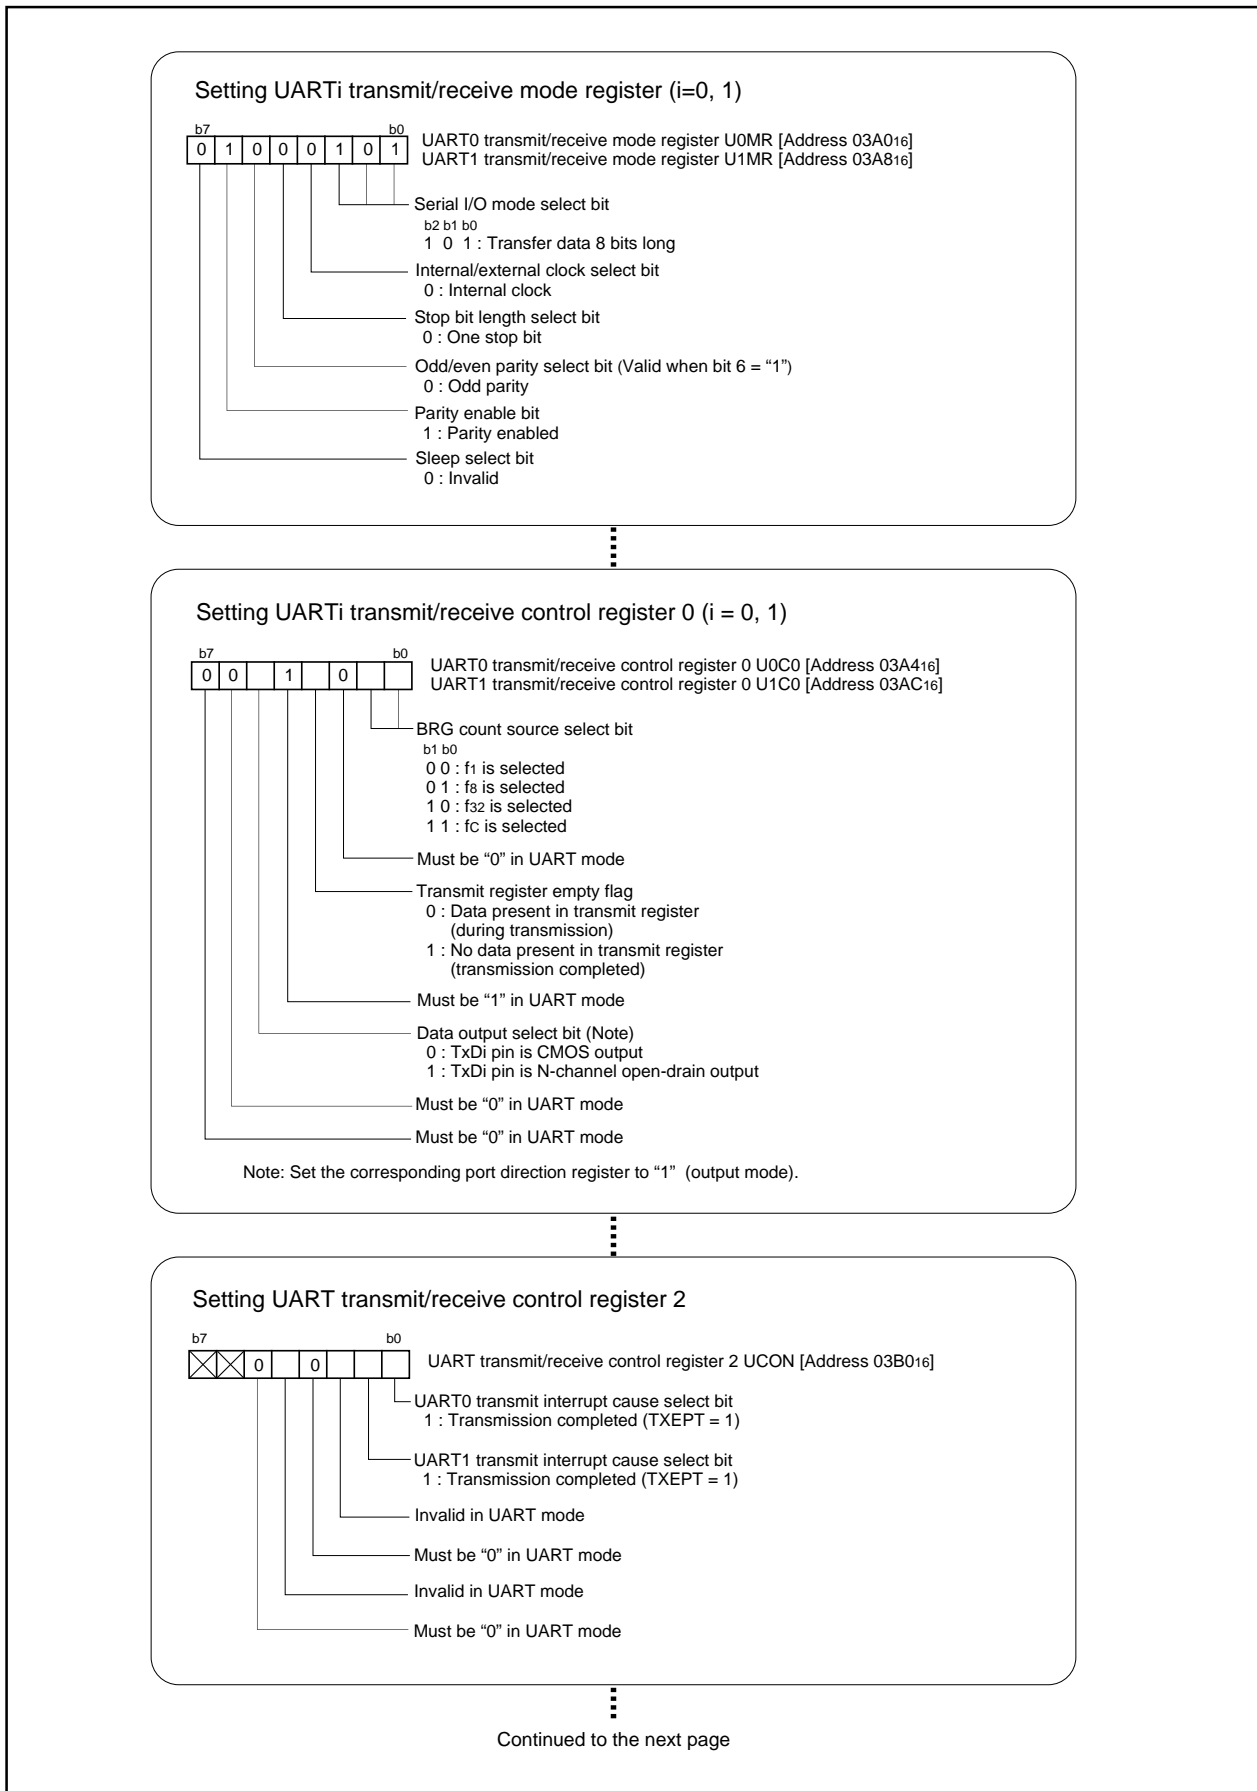 Setting UARTi transmit/receive mode register (i=0, 1)
b7 b0
0 1 0 0 0 1 0 1
UART0 transmit/receive mode register U0MR [Address 03A016]
UART1 transmit/receive mode register U1MR [Address 03A816]
Serial I/O mode select bit
b2 b1 b0
1 0 1 : Transfer data 8 bits long
Internal/external clock select bit
0 : Internal clock
Stop bit length select bit
0 : One stop bit
Odd/even parity select bit (Valid when bit 6 = “1”)
0 : Odd parity
Parity enable bit
1 : Parity enabled
Sleep select bit
0 : Invalid
Setting UARTi transmit/receive control register 0 (i = 0, 1)
b7 b0
0 0 1 0
UART0 transmit/receive control register 0 U0C0 [Address 03A416]
UART1 transmit/receive control register 0 U1C0 [Address 03AC16]
BRG count source select bit
b1 b0
0 0 : f1 is selected
0 1 : f8 is selected
1 0 : f32 is selected
1 1 : fC is selected
Must be “0” in UART mode
Transmit register empty flag
0 : Data present in transmit register
(during transmission)
1 : No data present in transmit register
(transmission completed)
Must be “1” in UART mode
Data output select bit (Note)
0 : TxDi pin is CMOS output
1 : TxDi pin is N-channel open-drain output
Must be “0” in UART mode
Must be “0” in UART mode
Note: Set the corresponding port direction register to “1” (output mode).
Setting UART transmit/receive control register 2
b7 b0
0 0
UART transmit/receive control register 2 UCON [Address 03B016]
UART0 transmit interrupt cause select bit
1 : Transmission completed (TXEPT = 1)
UART1 transmit interrupt cause select bit
1 : Transmission completed (TXEPT = 1)
Invalid in UART mode
Must be “0” in UART mode
Invalid in UART mode
Must be “0” in UART mode
Continued to the next page